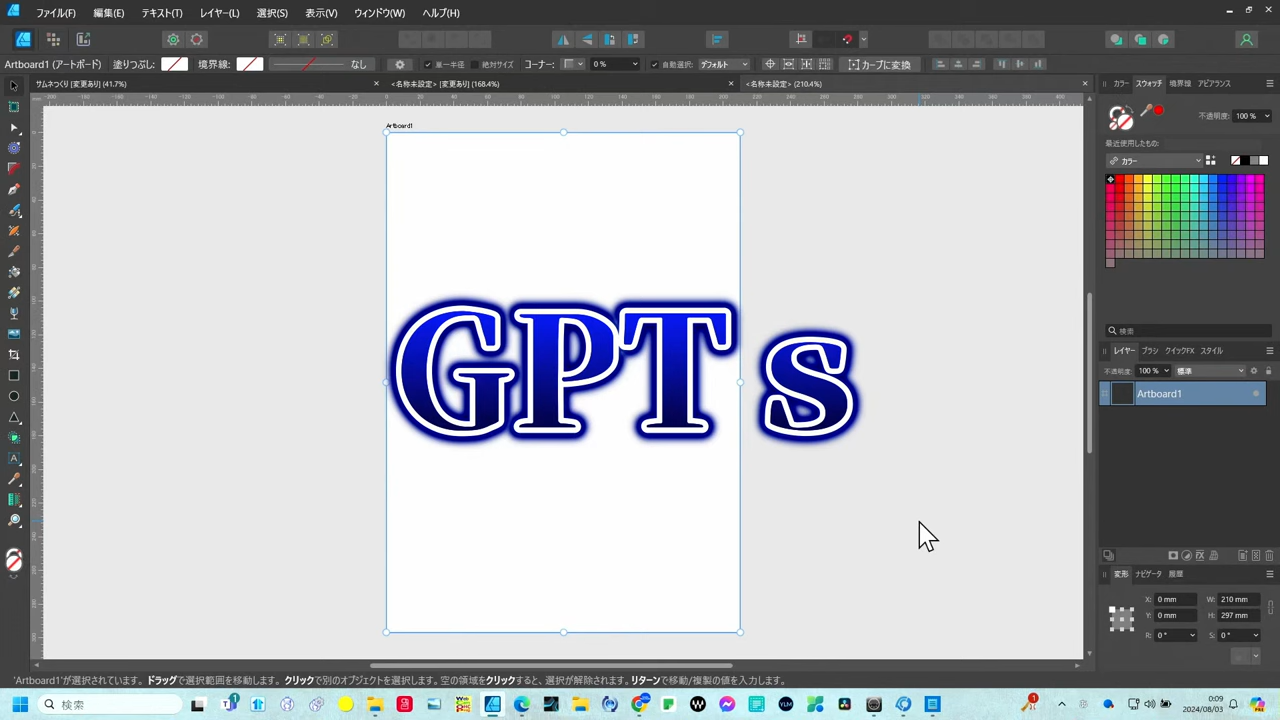 ファイル(F) 編集(E) テキスト(T) レイヤー(L) 選択(S) 表示(V) ウィンドウ(W) ヘルプ(H)
Artboard1 (アートボード) 塗りつぶし: 境界線: なし 単一半径 絶対サイズ コーナー: 0 % 自動選択: デフォルト カーブに変換
サムネづくり [変更あり] (41.7%) <名称未設定> [変更あり] (168.4%) <名称未設定> (210.4%)
カラー スウォッチ 境界線 アピアランス
不透明度: 100 %
最近使用したもの:
カラー
Artboard1
GPT s
検索
レイヤー ブラシ クイックFX スタイル
不透明度: 100 % 標準
Artboard1
変形 ナビゲータ 履歴
X: 0 mm W: 210 mm
Y: 0 mm H: 297 mm
R: 0 ° S: 0 °
'Artboard1'が選択されています。 ドラッグで選択範囲を移動します。 クリックで別のオブジェクトを選択します。空の領域をクリックすると、選択が解除されます。リターンで移動/複製の値を入力します。
検索
0:09
2024/08/03